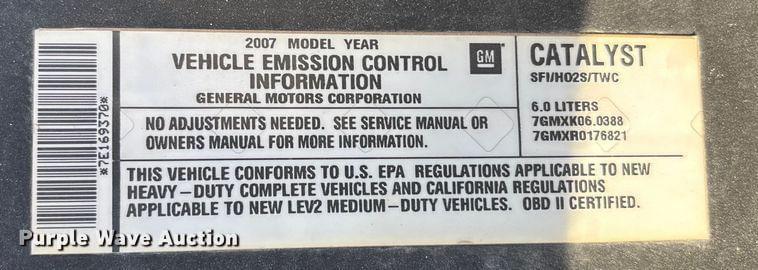 *7E169370*
2007 MODEL YEAR
VEHICLE EMISSION CONTROL
INFORMATION
GENERAL MOTORS CORPORATION
GM
NO ADJUSTMENTS NEEDED. SEE SERVICE MANUAL OR
OWNERS MANUAL FOR MORE INFORMATION.
CATALYST
SFI/HO2S/TWC
6.0 LITERS
7GMXK06.0388
7GMXR0176821
THIS VEHICLE CONFORMS TO U.S. EPA REGULATIONS APPLICABLE TO NEW
HEAVY-DUTY COMPLETE VEHICLES AND CALIFORNIA REGULATIONS
APPLICABLE TO NEW LEV2 MEDIUM-DUTY VEHICLES. OBD II CERTIFIED.
Purple Wave Auction